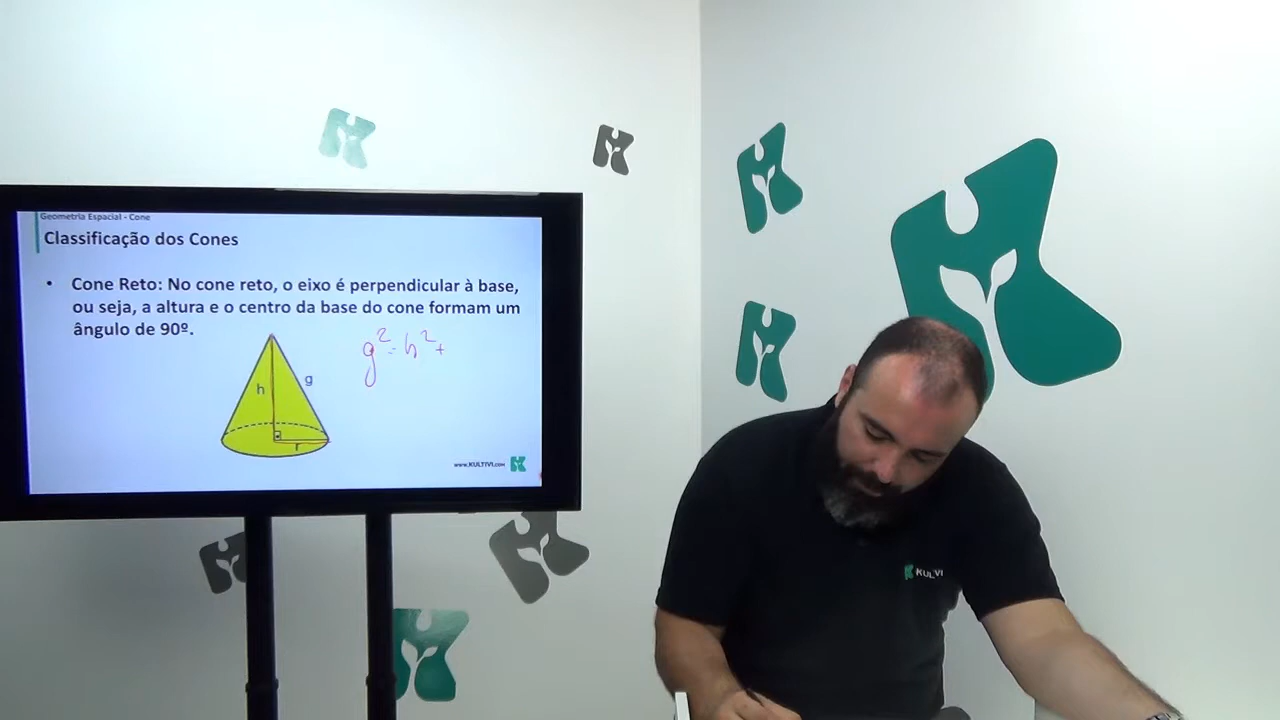 Geometria Espacial - Cone
Classificação dos Cones
• Cone Reto: No cone reto, o eixo é perpendicular à base,
ou seja, a altura e o centro da base do cone formam um
ângulo de 90º.
g² = h² +
h
g
r
www.KULTIVI.com
KULTIVI